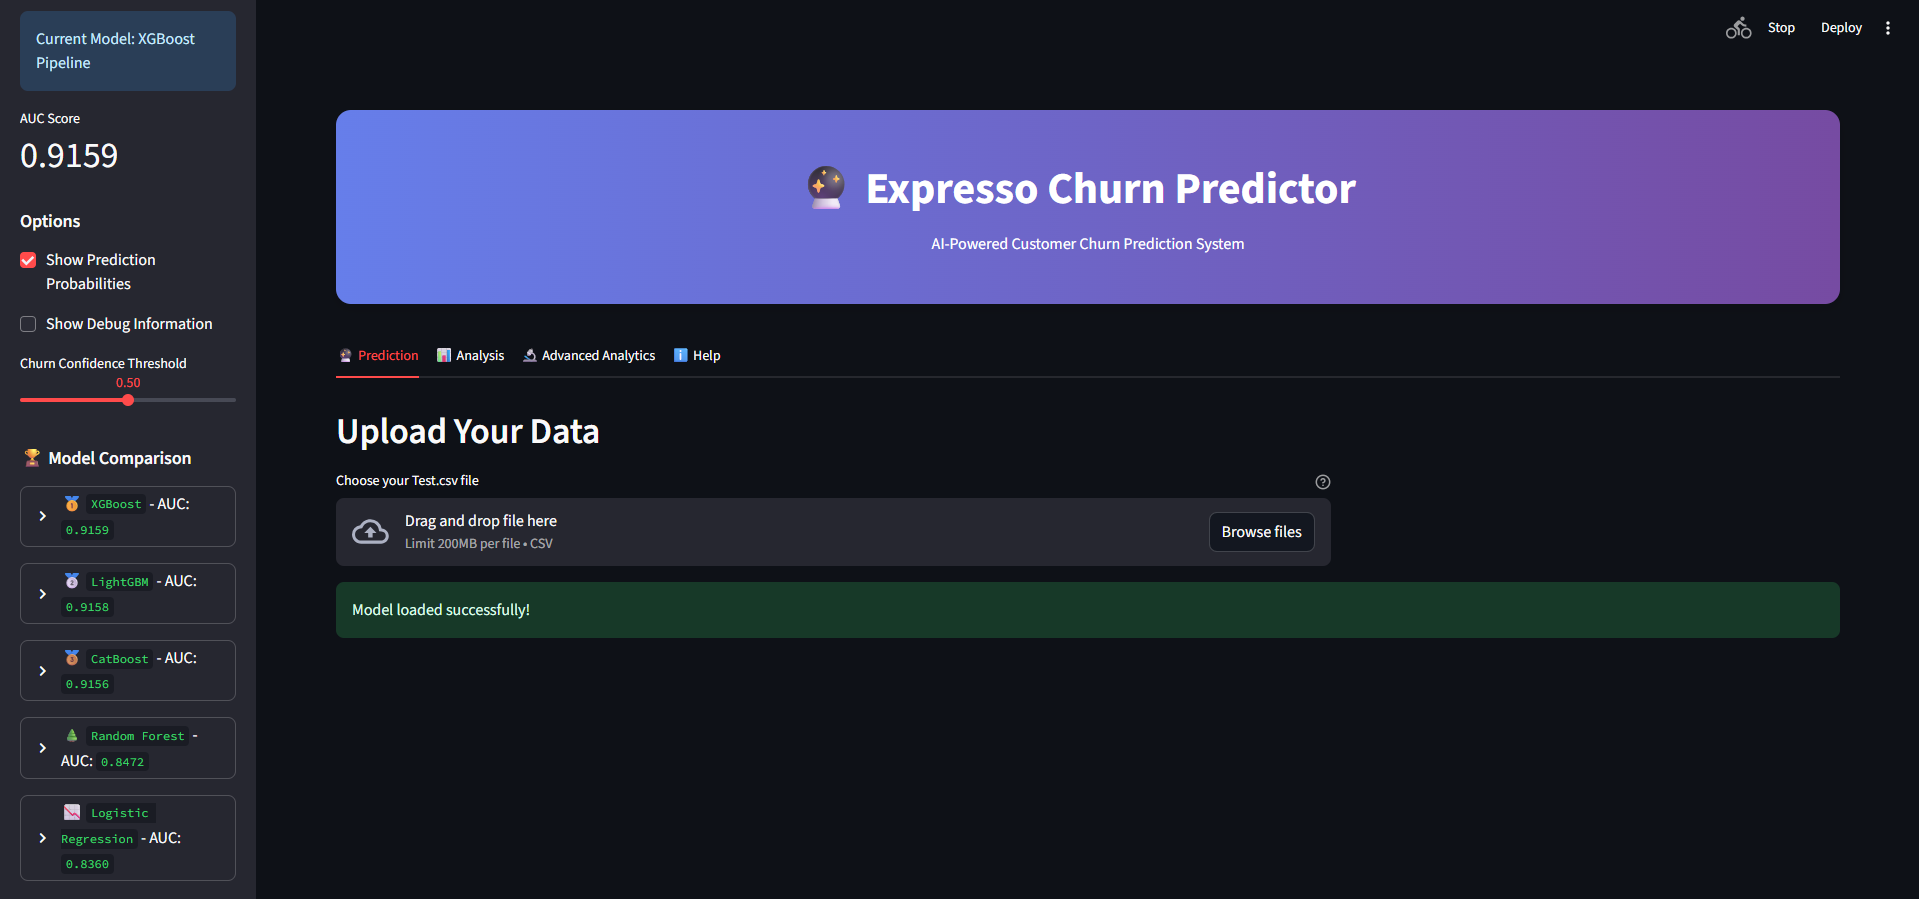 Current Model: XGBoost
Pipeline
AUC Score
0.9159
Options
Show Prediction
Probabilities
Show Debug Information
Churn Confidence Threshold
0.50
Model Comparison
XGBoost - AUC:
0.9159
LightGBM - AUC:
0.9158
CatBoost - AUC:
0.9156
Random Forest -
AUC: 0.8472
Logistic
Regression - AUC:
0.8360
Stop Deploy
Expresso Churn Predictor
AI-Powered Customer Churn Prediction System
Prediction Analysis Advanced Analytics Help
Upload Your Data
Choose your Test.csv file
Drag and drop file here
Limit 200MB per file • CSV
Browse files
Model loaded successfully!